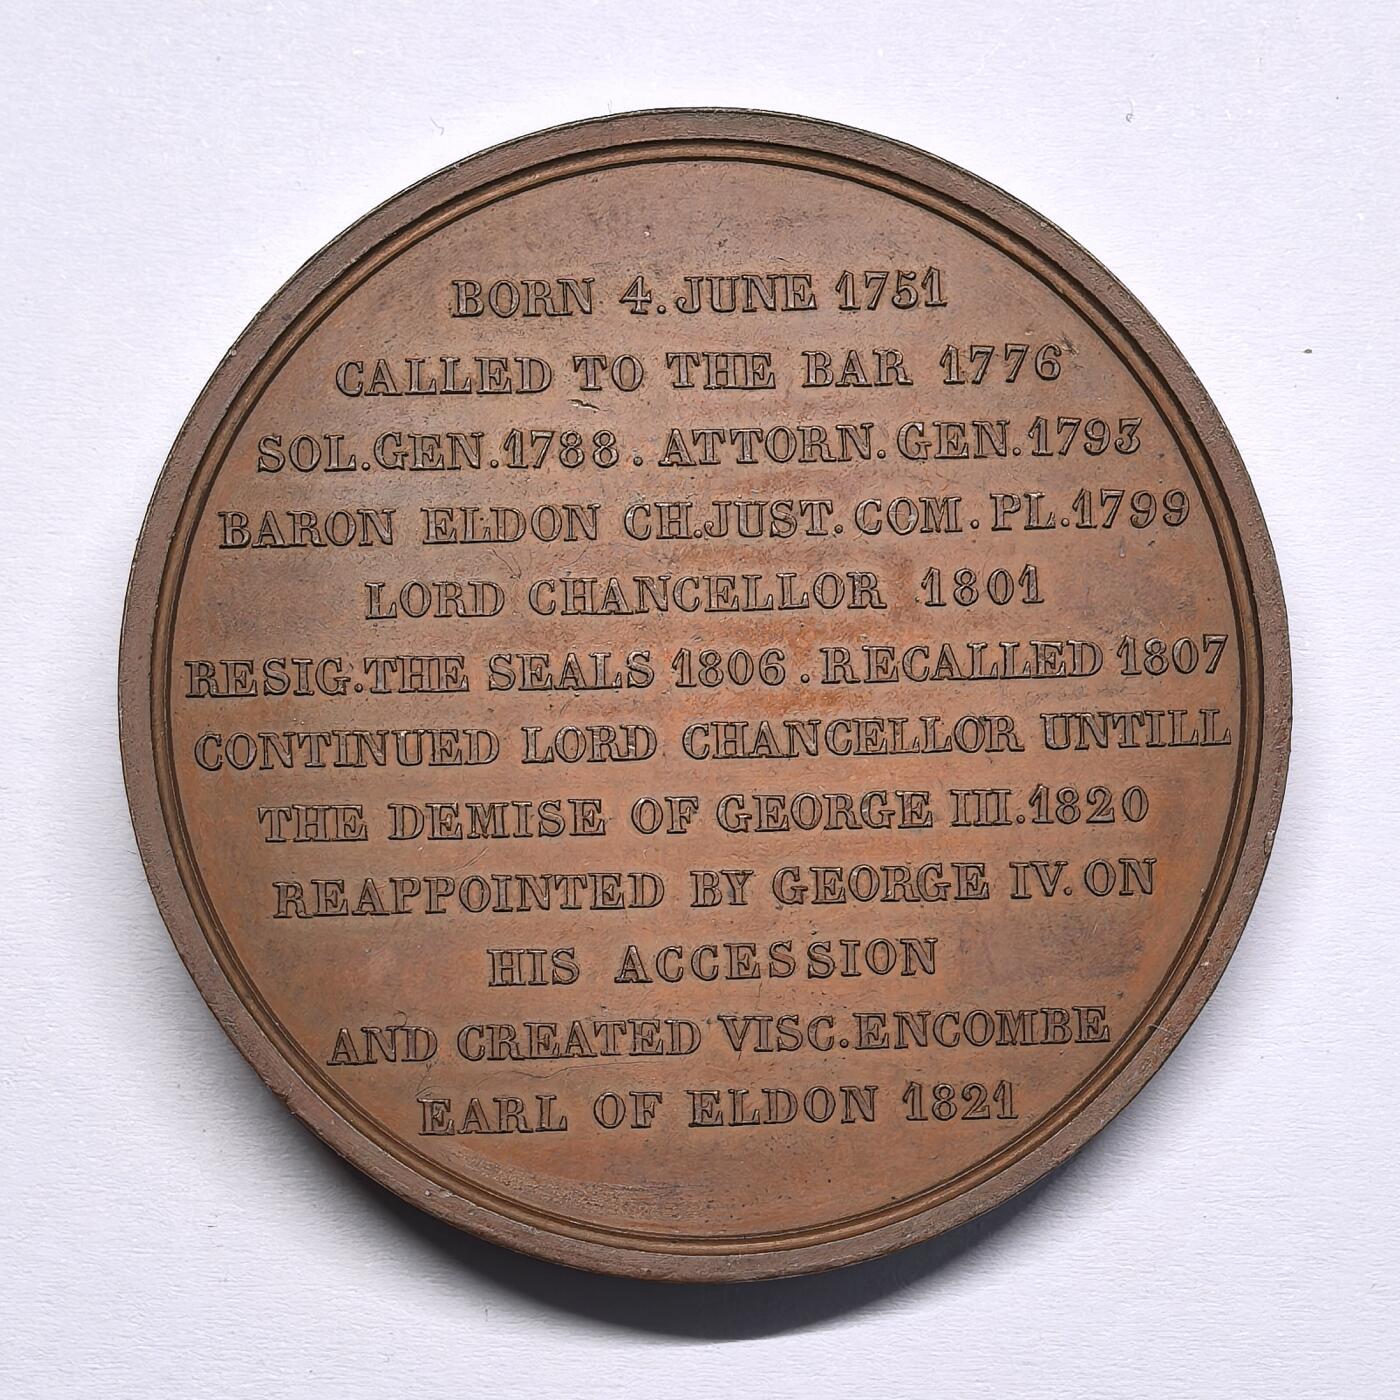 BORN 4. JUNE 1751
CALLED TO THE BAR 1776
SOL. GEN. 1788. ATTORN. GEN. 1793
BARON ELDON CH. JUST. COM. PL. 1799
LORD CHANCELLOR 1801
RESIG. THE SEALS 1806. RECALLED 1807
CONTINUED LORD CHANCELLOR UNTILL
THE DEMISE OF GEORGE III. 1820
REAPPOINTED BY GEORGE IV. ON
HIS ACCESSION
AND CREATED VISC. ENCOMBE
EARL OF ELDON 1821